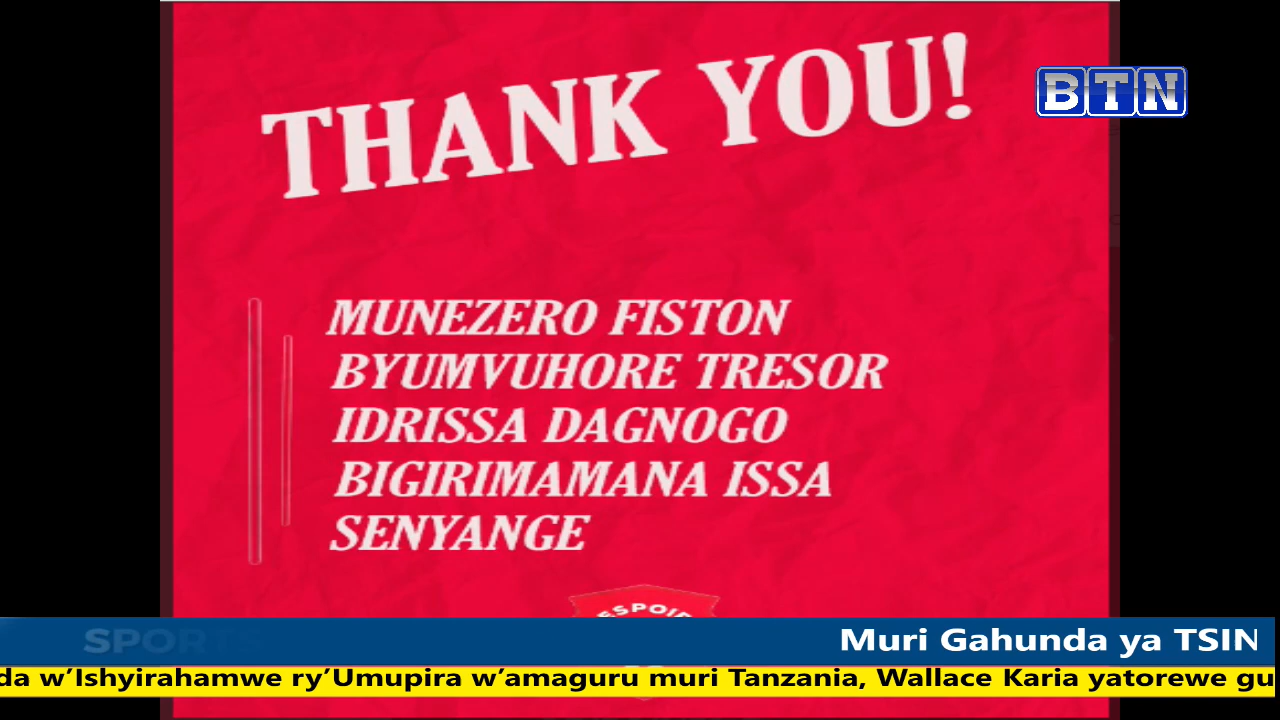 THANK YOU!
BTN
MUNEZERO FISTON
BYUMVUHORE TRESOR
IDRISSA DAGNOGO
BIGIRIMAMANA ISSA
SENYANGE
SPORTS
Muri Gahunda ya TSIN
da w’Ishyirahamwe ry’Umupira w’amaguru muri Tanzania, Wallace Karia yatorewe gu